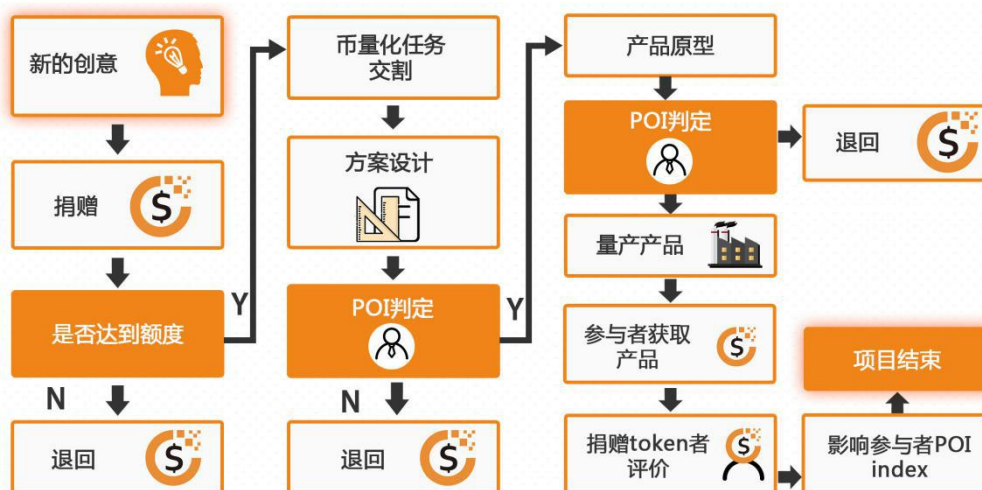 新的创意
捐赠
是否达到额度
Y
N
退回
币量化任务
交割
方案设计
POI判定
Y
N
退回
产品原型
POI判定
退回
量产产品
参与者获取
产品
捐赠token者
评价
影响参与者POI
index
项目结束